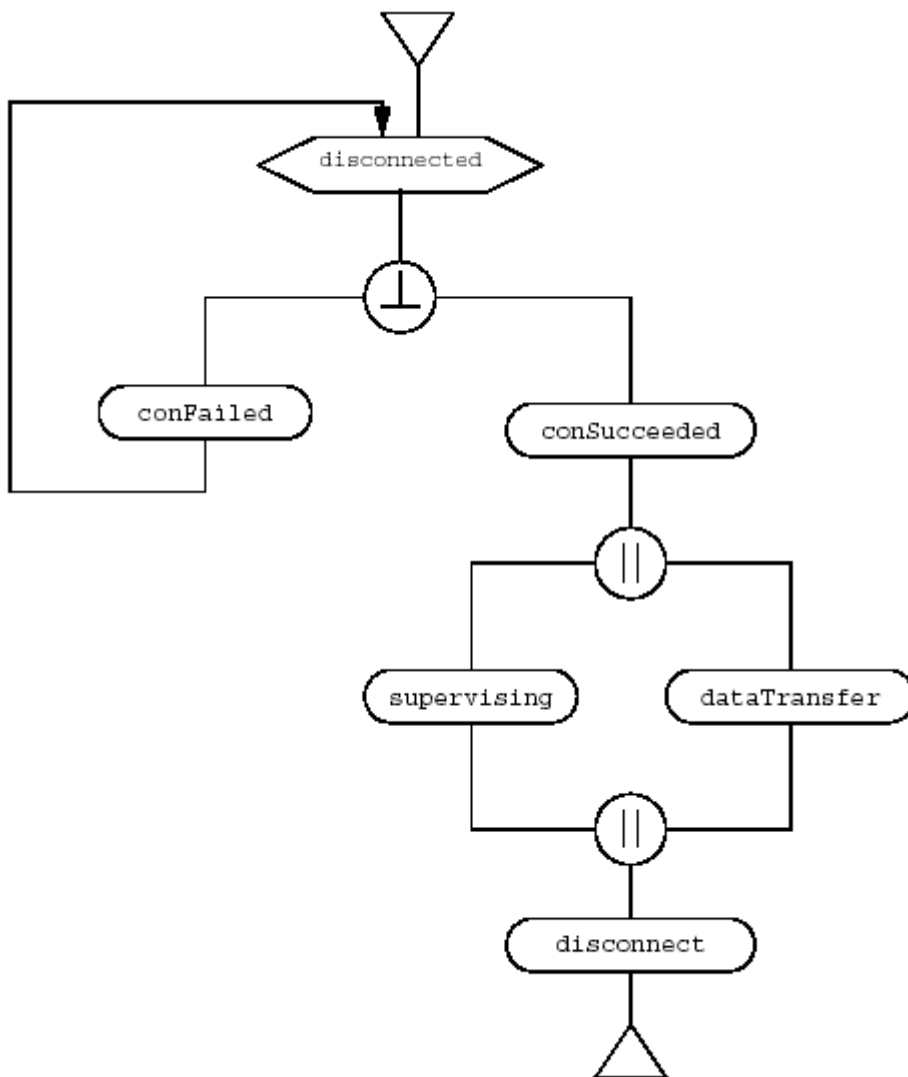 disconnected
conFailed
conSucceeded
||
supervising
dataTransfer
||
disconnect